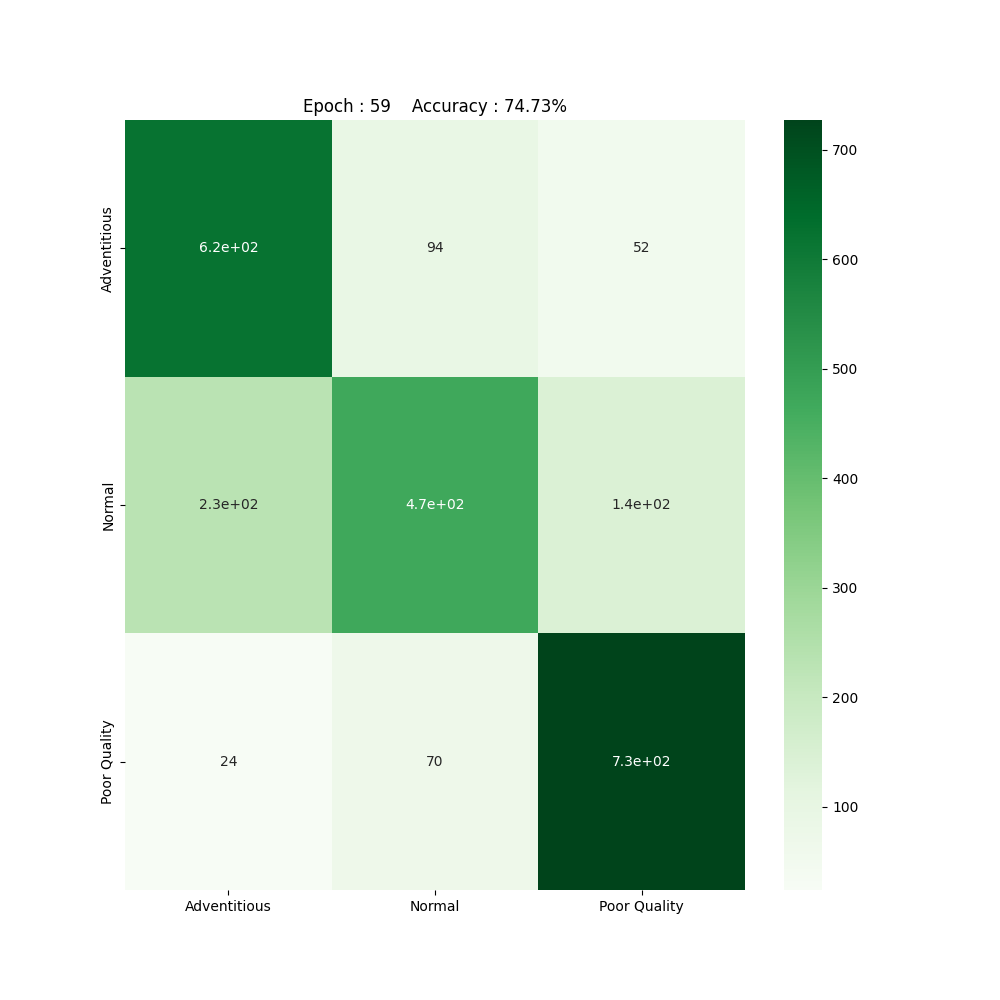 Epoch : 59    Accuracy : 74.73%
Adventitious
6.2e+02
94
52
Normal
2.3e+02
4.7e+02
1.4e+02
Poor Quality
24
70
7.3e+02
Adventitious
Normal
Poor Quality
700
600
500
400
300
200
100